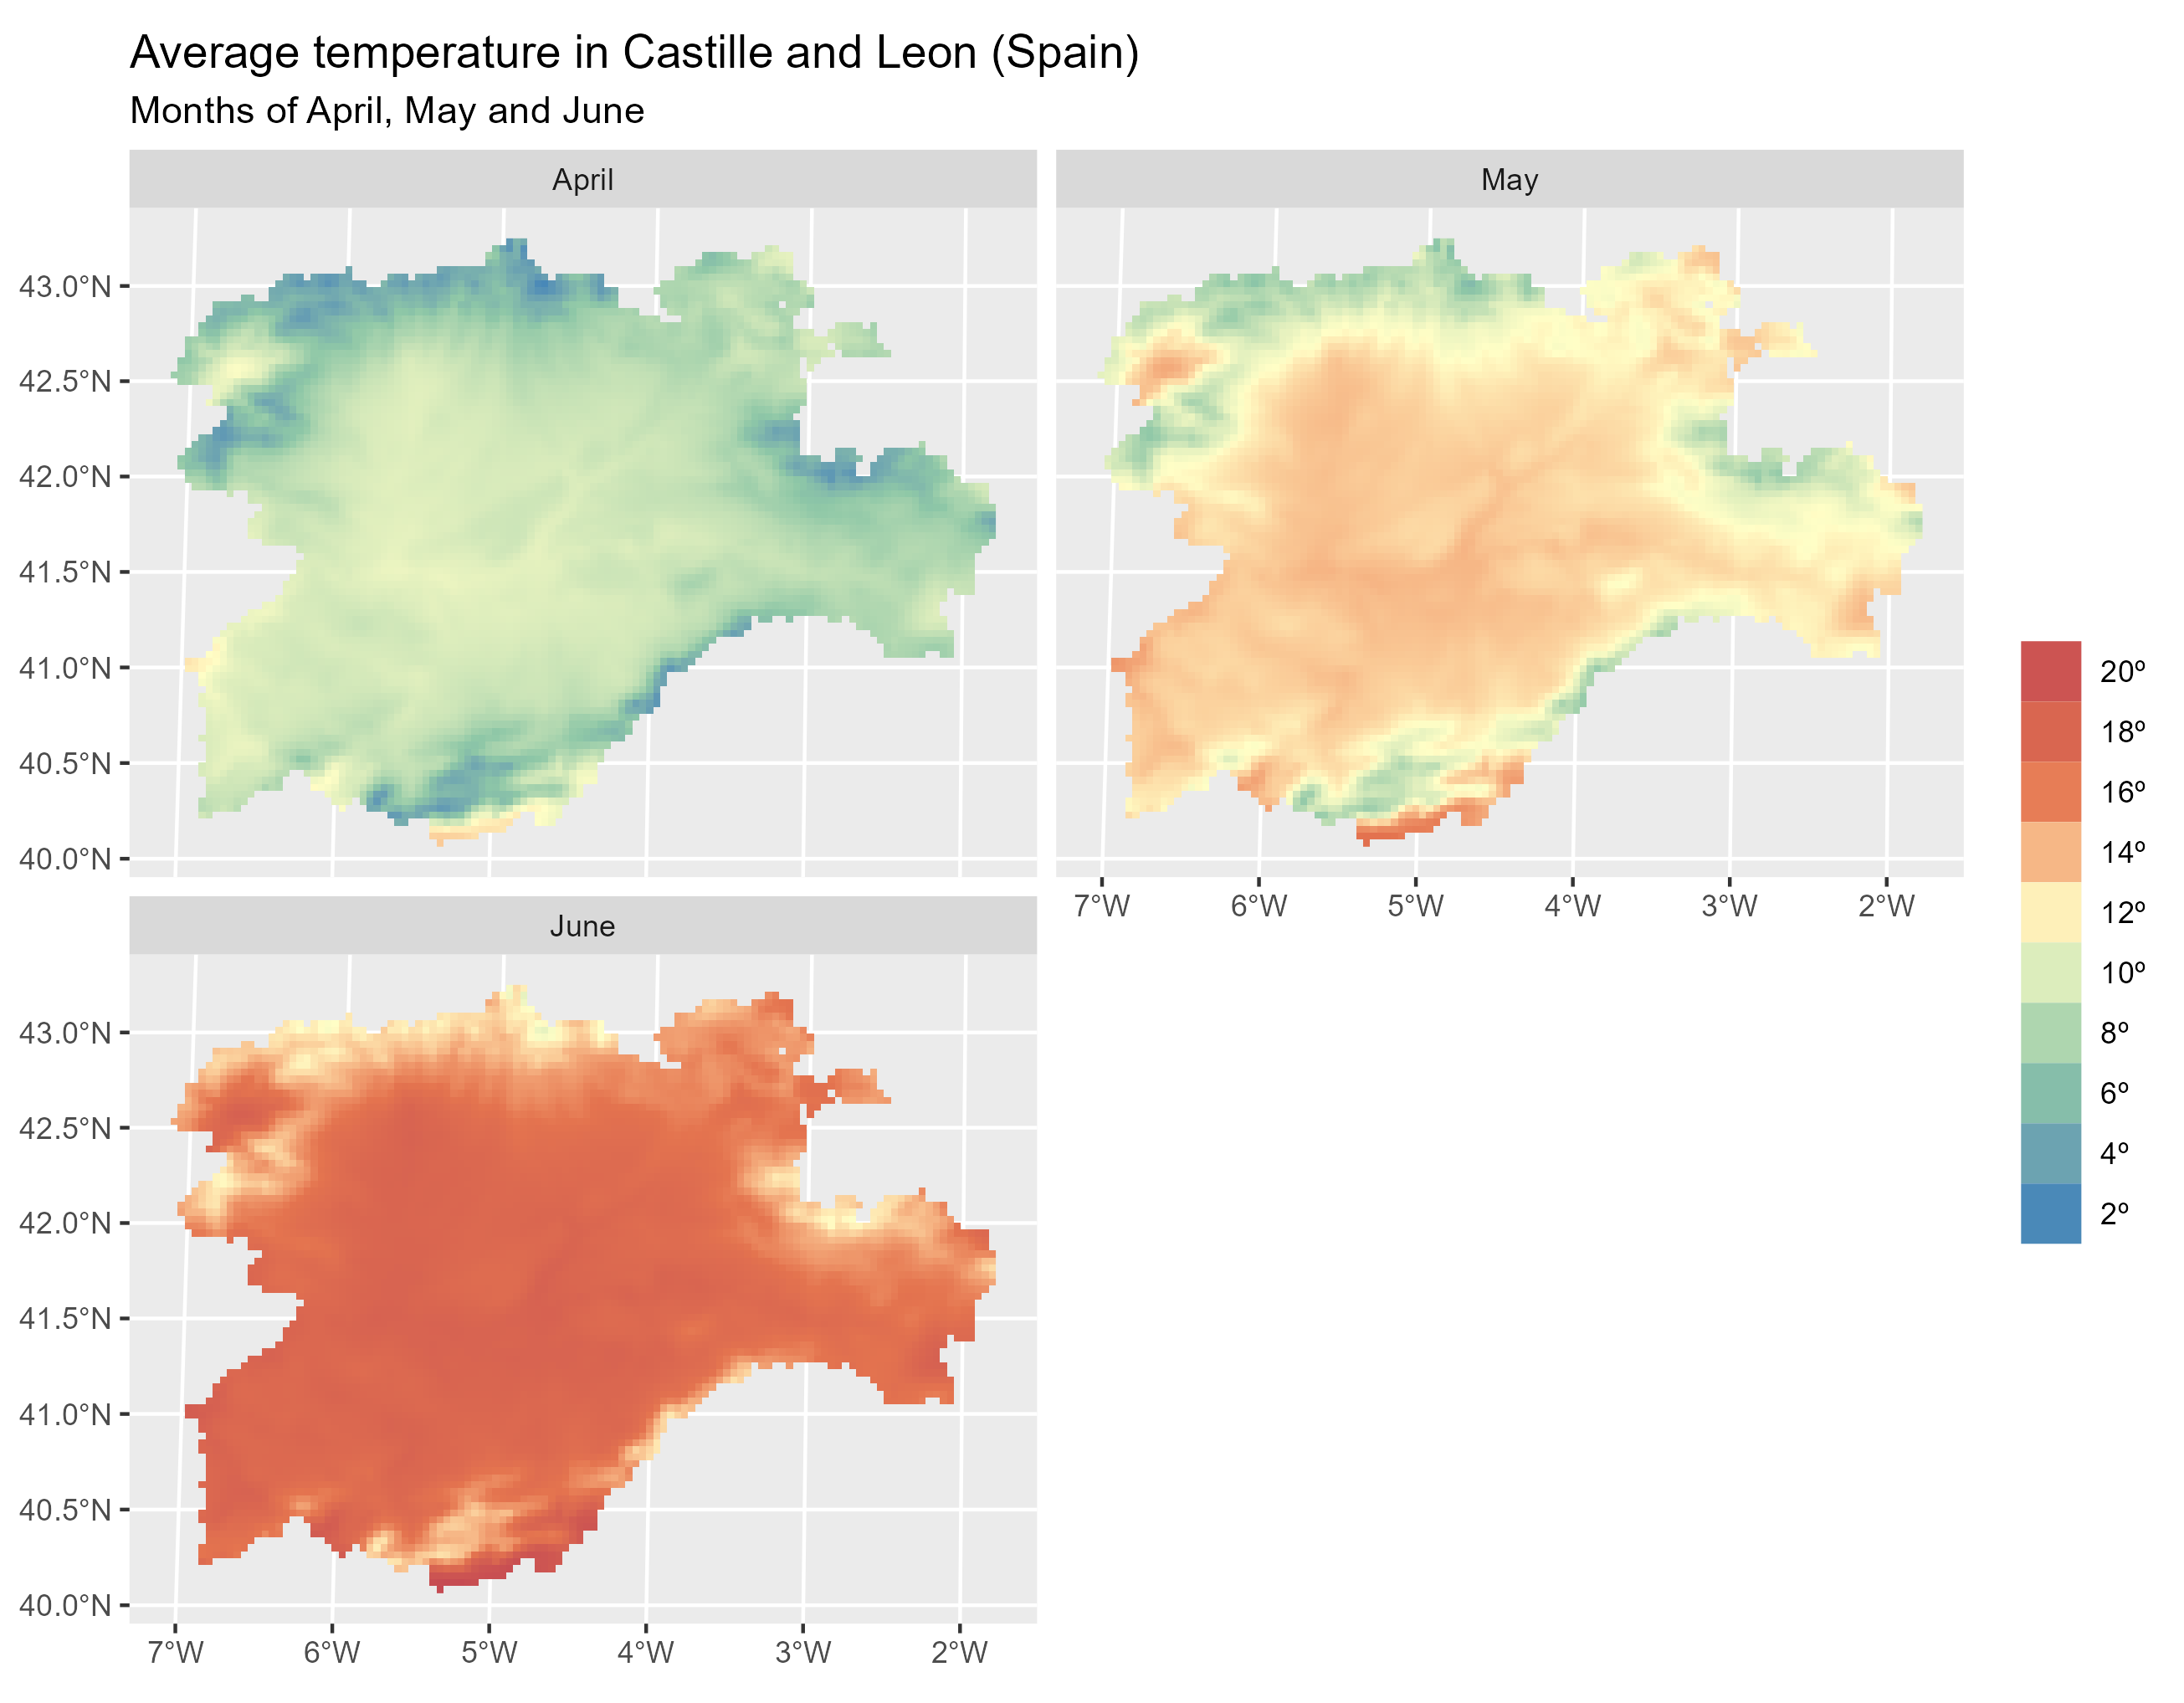 Average temperature in Castille and Leon (Spain)
Months of April, May and June
April
May
43.0°N
42.5°N
42.0°N
41.5°N
41.0°N
40.5°N
40.0°N
7°W 6°W 5°W 4°W 3°W 2°W
June
43.0°N
42.5°N
42.0°N
41.5°N
41.0°N
40.5°N
40.0°N
7°W 6°W 5°W 4°W 3°W 2°W
20º
18º
16º
14º
12º
10º
8º
6º
4º
2º